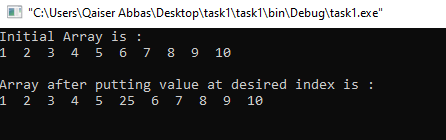 "C:\Users\Qaiser Abbas\Desktop\task1\task1\bin\Debug\task1.exe"
Initial Array is :
1  2  3  4  5  6  7  8  9  10
Array after putting value at desired index is :
1  2  3  4  5  25  6  7  8  9  10